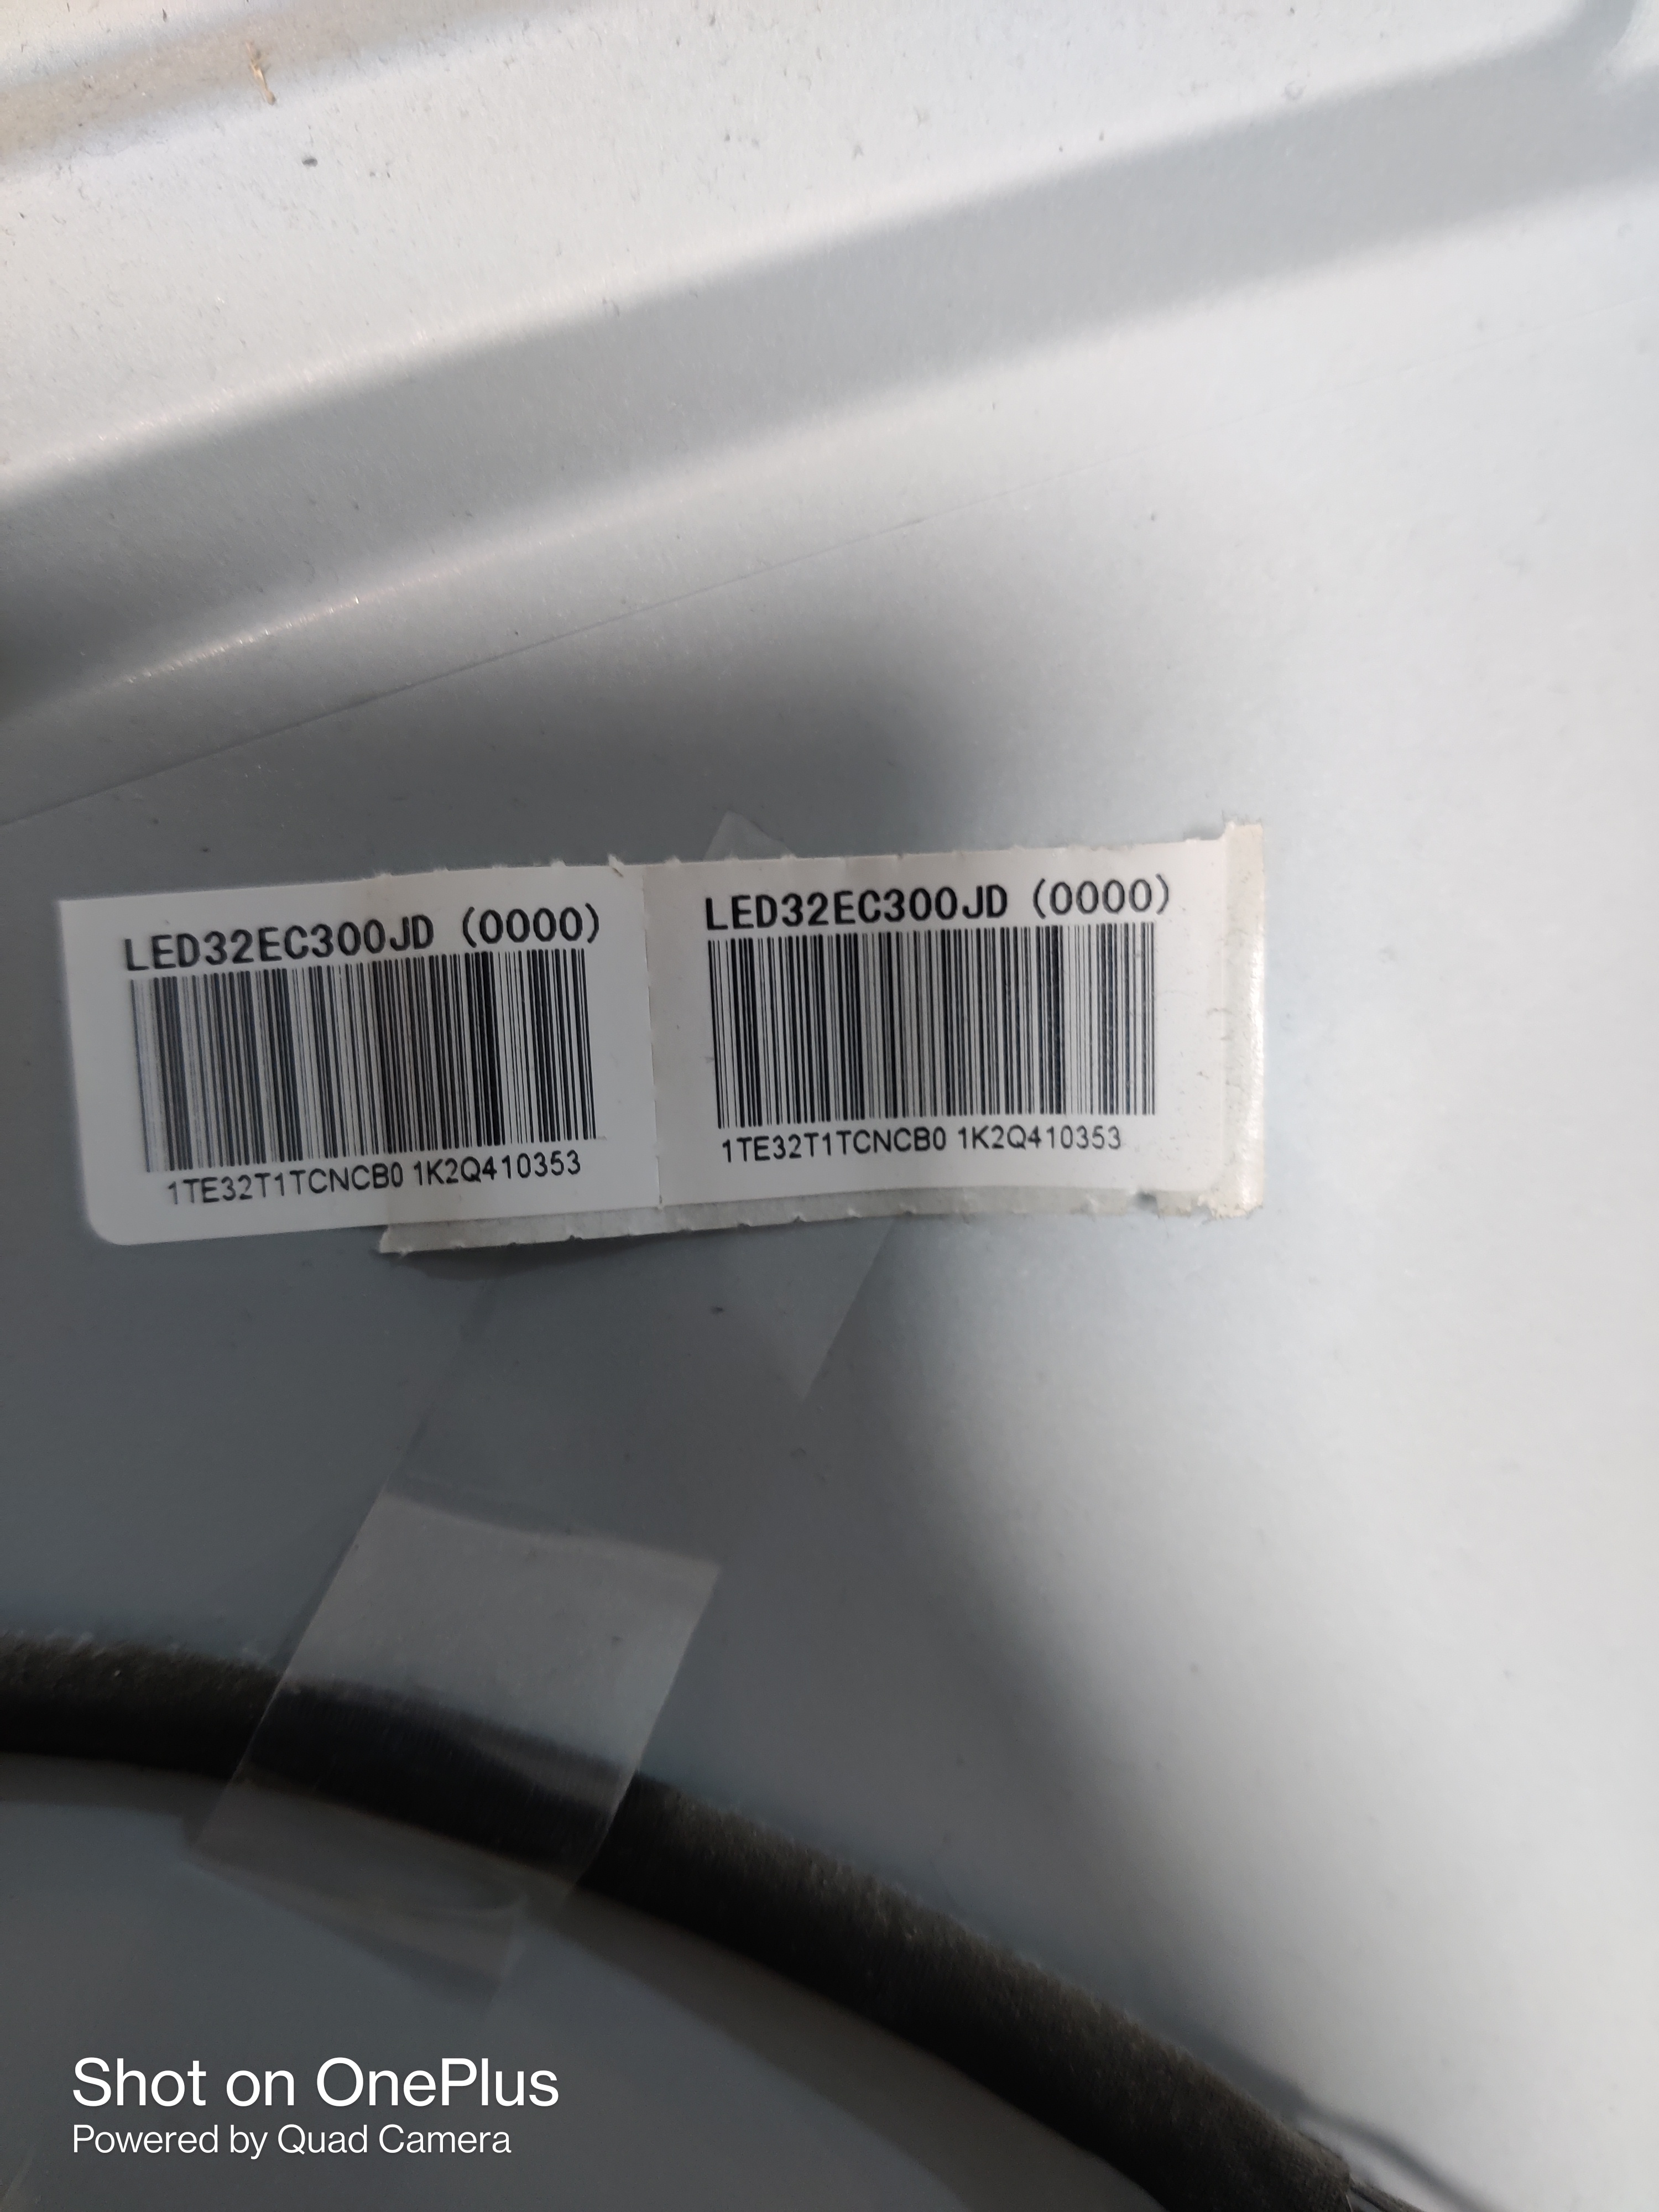 LED32EC300JD (0000)
1TE32T1TCNCB0 1K2Q410353
LED32EC300JD (0000)
1TE32T1TCNCB0 1K2Q410353
Shot on OnePlus
Powered by Quad Camera